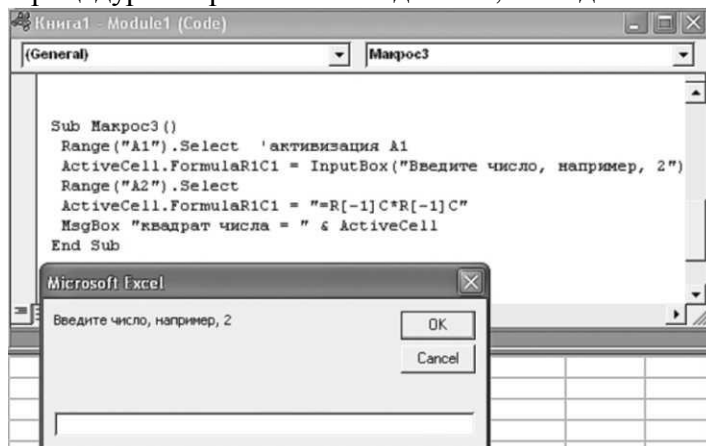 Книга1 - Module1 (Code)
(General) Макрос3
Sub Макрос3()
Range("A1").Select 'активизация A1
ActiveCell.FormulaR1C1 = InputBox("Введите число, например, 2")
Range("A2").Select
ActiveCell.FormulaR1C1 = "=R[-1]C*R[-1]C"
MsgBox "квадрат числа = " & ActiveCell
End Sub
Microsoft Excel
Введите число, например, 2
OK
Cancel